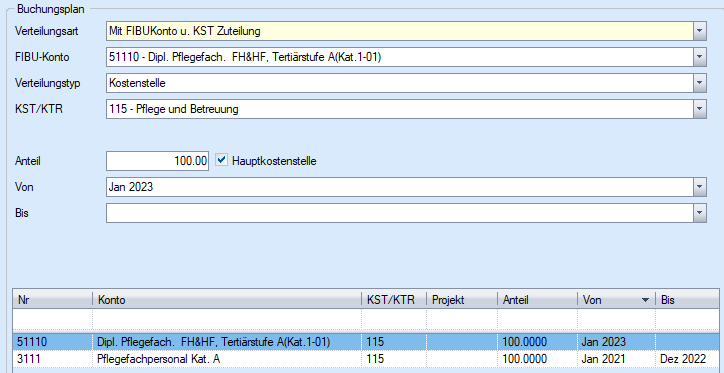 Buchungsplan
Verteilungsart Mit FIBUKonto u. KST Zuteilung
FIBU-Konto 51110 - Dipl. Pflegefach. FH&HF, Tertiärstufe A(Kat.1-01)
Verteilungstyp Kostenstelle
KST/KTR 115 - Pflege und Betreuung
Anteil 100.00 Hauptkostenstelle
Von Jan 2023
Bis
Nr Konto KST/KTR Projekt Anteil Von Bis
51110 Dipl. Pflegefach. FH&HF, Tertiärstufe A(Kat.1-01) 115 100.0000 Jan 2023
3111 Pflegefachpersonal Kat. A 115 100.0000 Jan 2021 Dez 2022